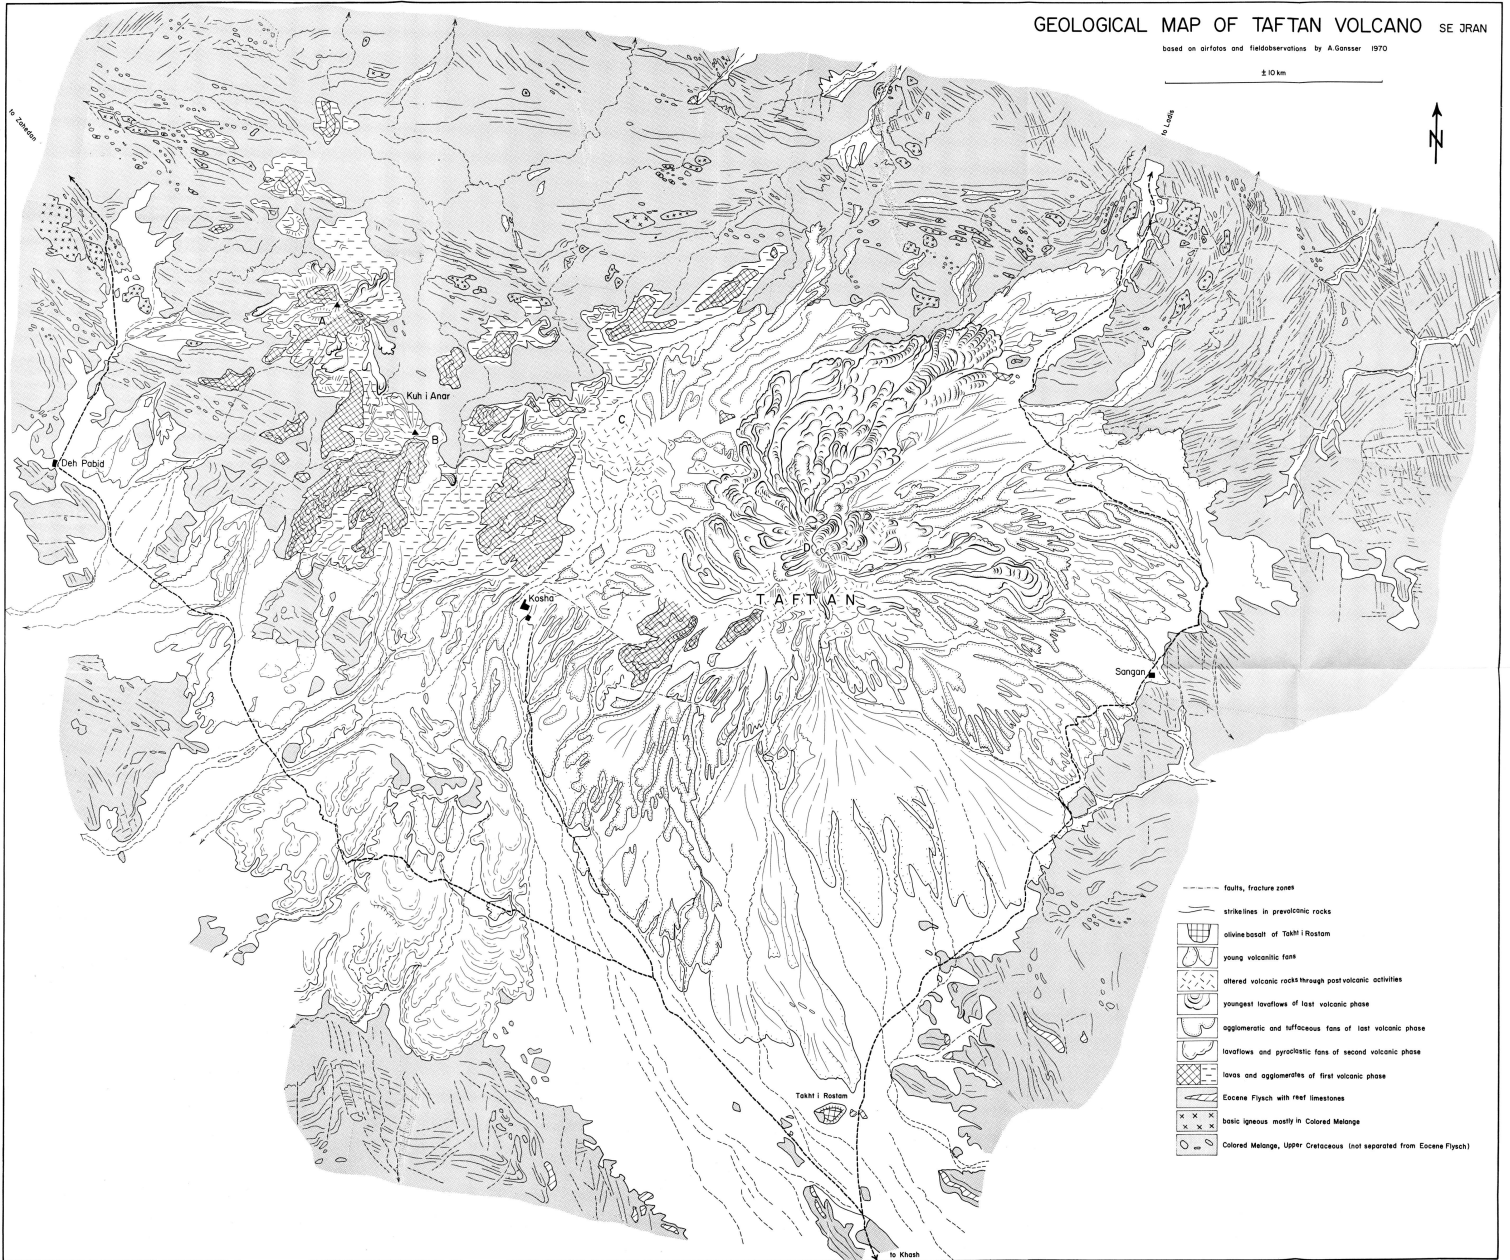 GEOLOGICAL MAP OF TAFTAN VOLCANO SE JRAN
based on airfotos and fieldobservations by A.Gansser 1970
± 10 km
N
to Zahedan
to Ladis
A
Kuh i Anar
B
C
Deh Pabid
D
TAFTAN
Kosha
Sangan
Takht i Rostam
to Khash
faults, fracture zones
strikelines in prevolcanic rocks
olivinebasalt of Takht i Rostam
young volcanitic fans
altered volcanic rocks through postvolcanic activities
youngest lavaflows of last volcanic phase
agglomeratic and tuffaceous fans of last volcanic phase
lavaflows and pyroclastic fans of second volcanic phase
lavas and agglomerates of first volcanic phase
Eocene Flysch with reef limestones
basic igneous mostly in Colored Melange
Colored Melange, Upper Cretaceous (not separated from Eocene Flysch)